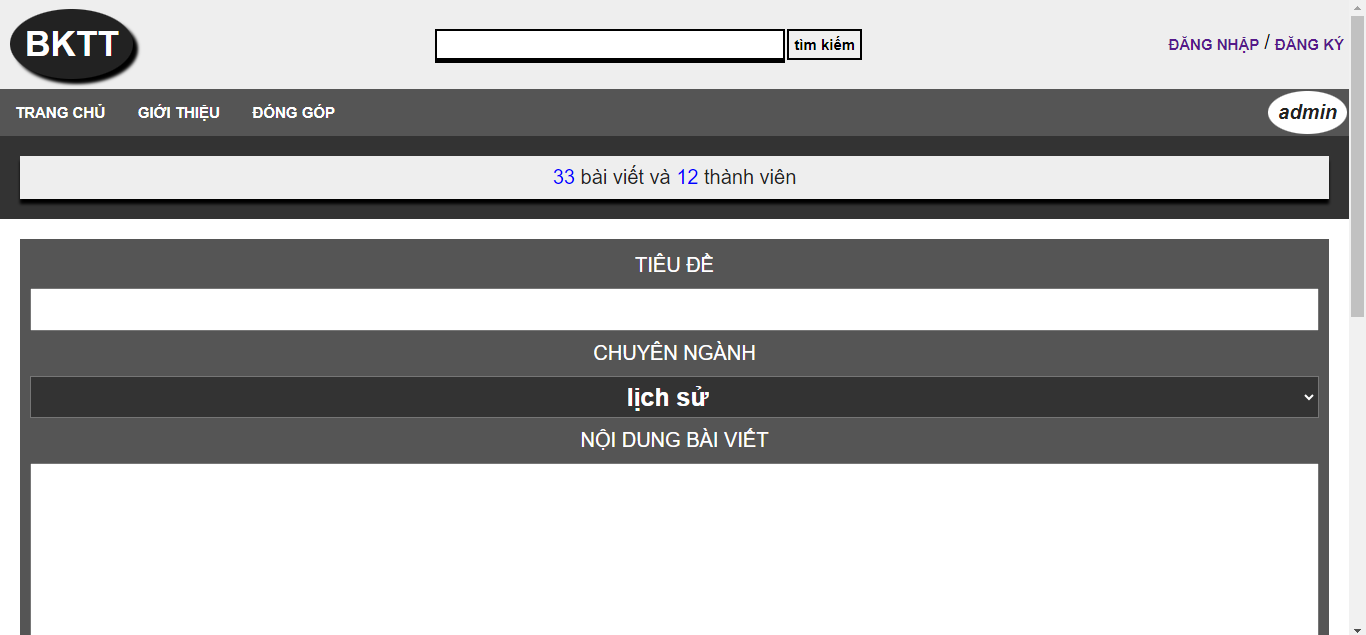 BKTT
tìm kiếm
ĐĂNG NHẬP / ĐĂNG KÝ
TRANG CHỦ GIỚI THIỆU ĐÓNG GÓP
admin
33 bài viết và 12 thành viên
TIÊU ĐỀ
CHUYÊN NGÀNH
lịch sử
NỘI DUNG BÀI VIẾT